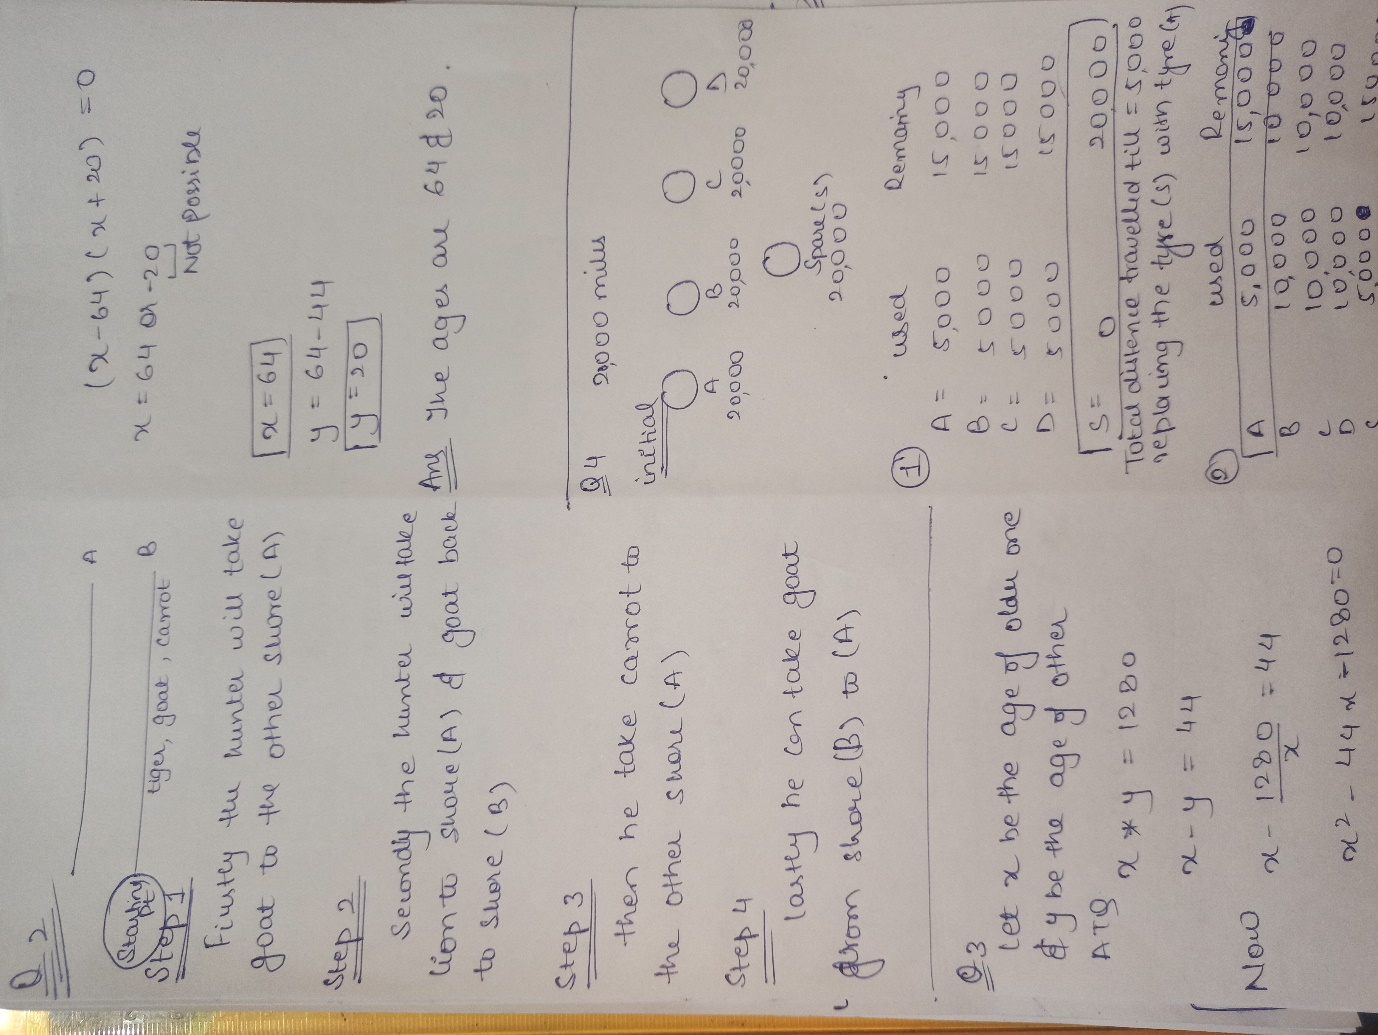 Q 2
A
Starting pt
tiger, goat, carrot B
Step 1
Firstly the hunter will take
goat to the other shore (A)
Step 2
Secondly the hunter will take
lion to shore (A) & goat back
to shore (B)
Step 3
then he take carrot to
the other shore (A)
Step 4
lastly he can take goat
from shore (B) to (A)
Q3
Let x be the age of older one
& y be the age of other
ATQ
x * y = 1280
x - y = 44
Now x - 1280/x = 44
x2 - 44x - 1280=0
(x-64) (x+20) = 0
x = 64 or -20
Not possible
x = 64
y = 64-44
y = 20
Ans The ages are 64 & 20.
Q4 20,000 miles
initial
A B C D
20,000 20,000 20,000 20,000
Spare (S)
20,000
1 used Remaining
A = 5,000 15,000
B = 5000 15000
C = 5000 15000
D = 5000 15000
S = 0 20000
Total distence travelled till = 5,000
replacing the tyre (S) with tyre (A)
2 used Remaning
A 5,000 15,000
B 10,000 10000
C 10,000 10,000
D 10,000 10,000
5,000